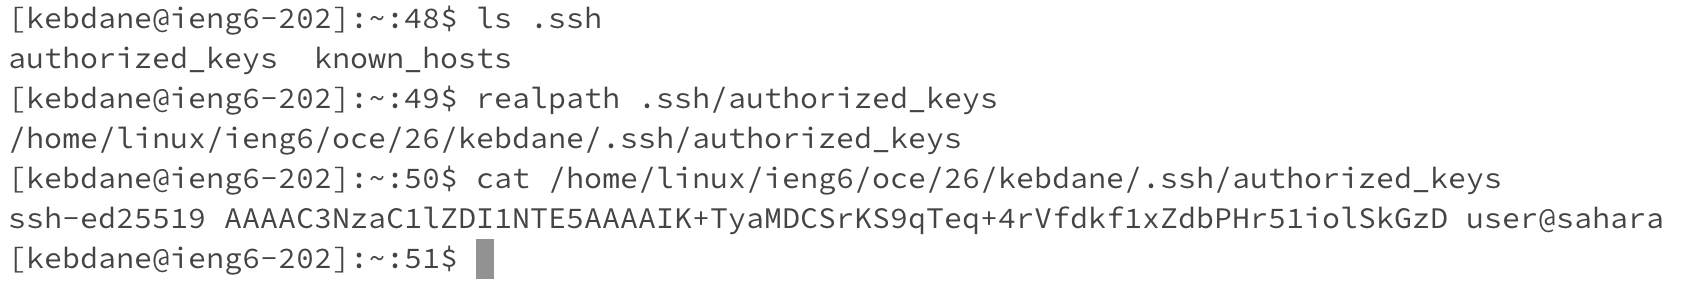 [kebdane@ieng6-202]:~:48$ ls .ssh
authorized_keys  known_hosts
[kebdane@ieng6-202]:~:49$ realpath .ssh/authorized_keys
/home/linux/ieng6/oce/26/kebdane/.ssh/authorized_keys
[kebdane@ieng6-202]:~:50$ cat /home/linux/ieng6/oce/26/kebdane/.ssh/authorized_keys
ssh-ed25519 AAAAC3NzaC1lZDI1NTE5AAAAIK+TyaMDCSrKS9qTeq+4rVfdkf1xZdbPHr51iolSkGzD user@sahara
[kebdane@ieng6-202]:~:51$